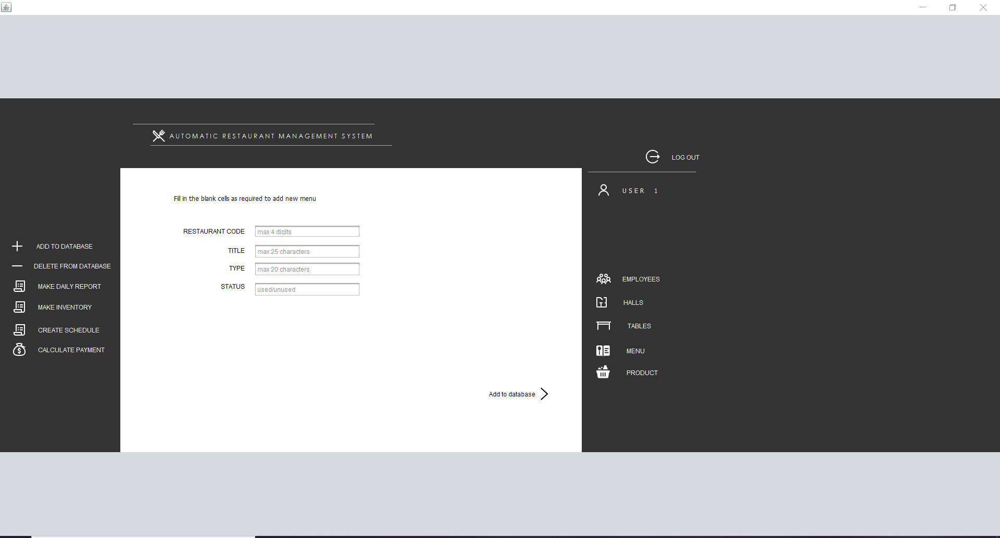 AUTOMATIC RESTAURANT MANAGEMENT SYSTEM
LOG OUT
USER 1
Fill in the blank cells as required to add new menu
RESTAURANT CODE max 4 digits
TITLE max 25 characters
TYPE max 20 characters
STATUS used/unused
Add to database
ADD TO DATABASE
DELETE FROM DATABASE
MAKE DAILY REPORT
MAKE INVENTORY
CREATE SCHEDULE
CALCULATE PAYMENT
EMPLOYEES
HALLS
TABLES
MENU
PRODUCT